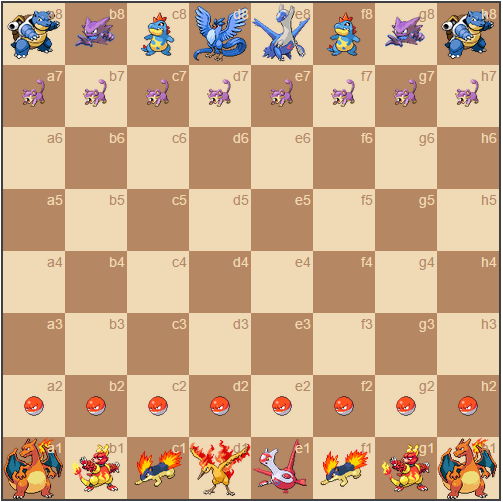 a8 b8 c8 d8 e8 f8 g8 h8
a7 b7 c7 d7 e7 f7 g7 h7
a6 b6 c6 d6 e6 f6 g6 h6
a5 b5 c5 d5 e5 f5 g5 h5
a4 b4 c4 d4 e4 f4 g4 h4
a3 b3 c3 d3 e3 f3 g3 h3
a2 b2 c2 d2 e2 f2 g2 h2
a1 b1 c1 d1 e1 f1 g1 h1